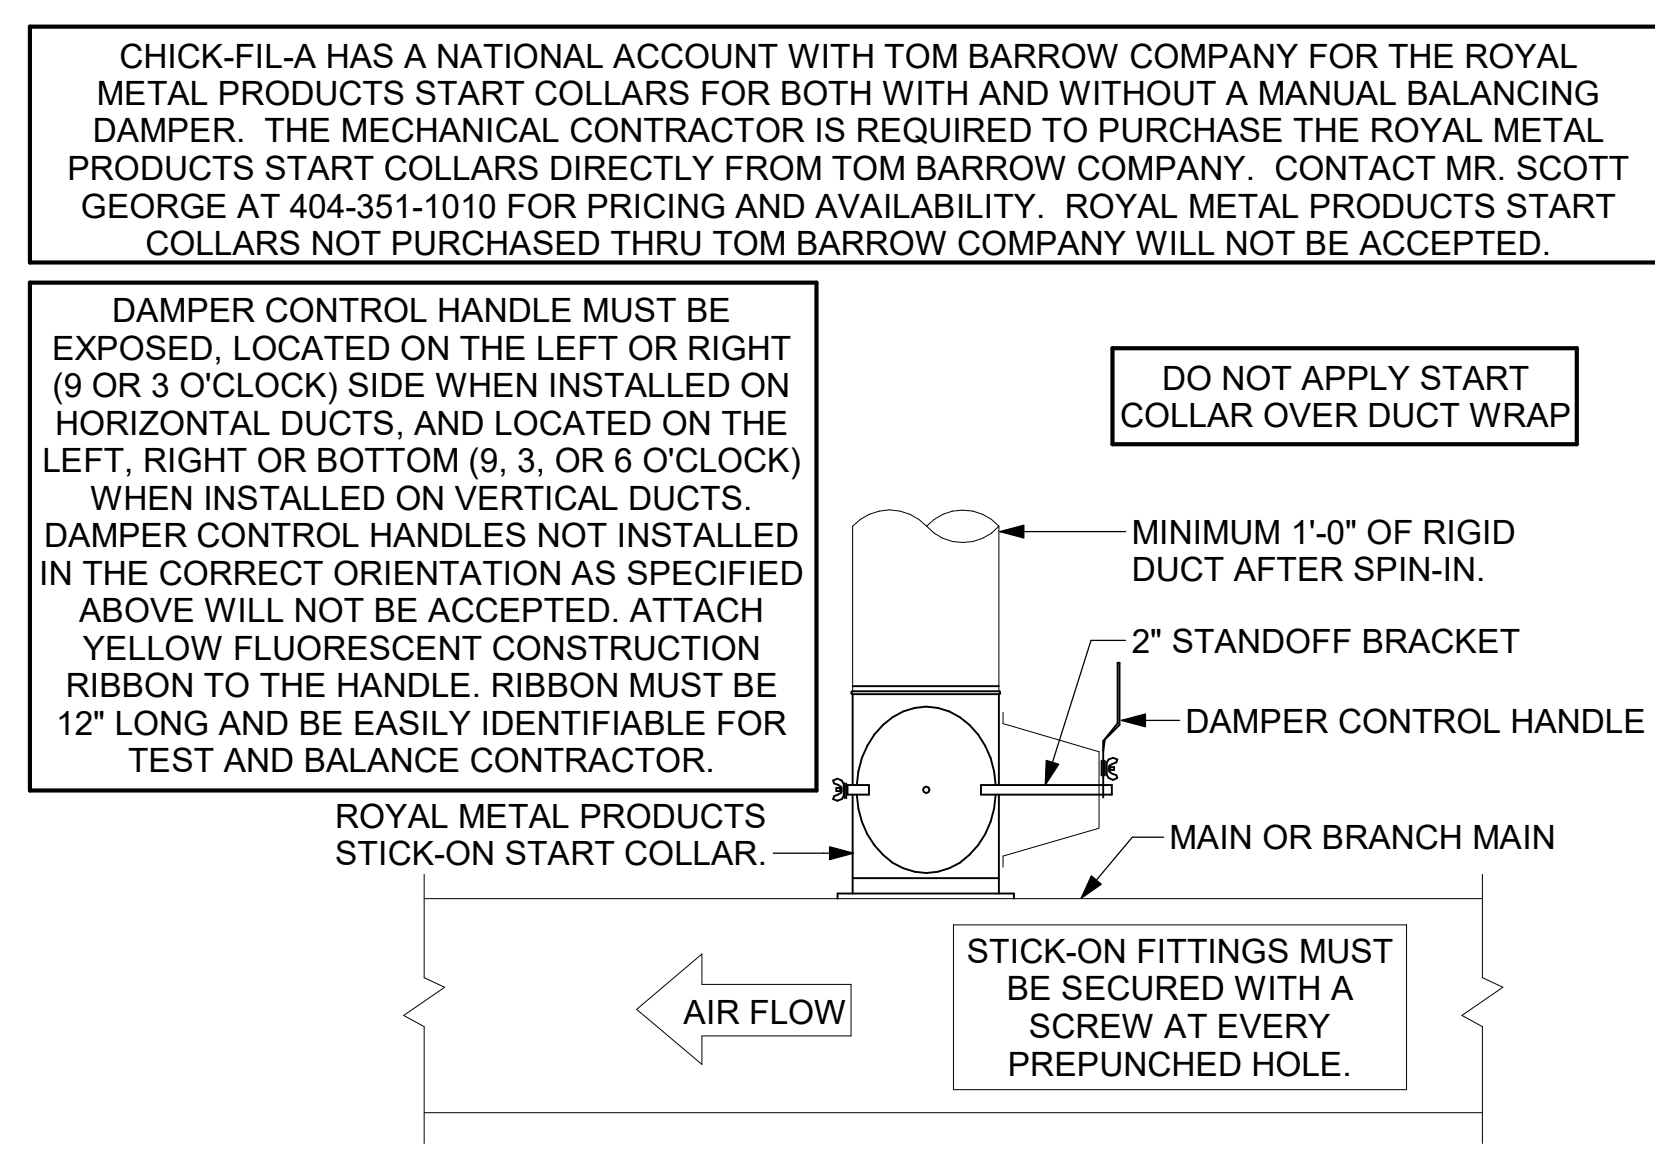 CHICK-FIL-A HAS A NATIONAL ACCOUNT WITH TOM BARROW COMPANY FOR THE ROYAL
METAL PRODUCTS START COLLARS FOR BOTH WITH AND WITHOUT A MANUAL BALANCING
DAMPER. THE MECHANICAL CONTRACTOR IS REQUIRED TO PURCHASE THE ROYAL METAL
PRODUCTS START COLLARS DIRECTLY FROM TOM BARROW COMPANY. CONTACT MR. SCOTT
GEORGE AT 404-351-1010 FOR PRICING AND AVAILABILITY. ROYAL METAL PRODUCTS START
COLLARS NOT PURCHASED THRU TOM BARROW COMPANY WILL NOT BE ACCEPTED.
DAMPER CONTROL HANDLE MUST BE
EXPOSED, LOCATED ON THE LEFT OR RIGHT
(9 OR 3 O'CLOCK) SIDE WHEN INSTALLED ON
HORIZONTAL DUCTS, AND LOCATED ON THE
LEFT, RIGHT OR BOTTOM (9, 3, OR 6 O'CLOCK)
WHEN INSTALLED ON VERTICAL DUCTS.
DAMPER CONTROL HANDLES NOT INSTALLED
IN THE CORRECT ORIENTATION AS SPECIFIED
ABOVE WILL NOT BE ACCEPTED. ATTACH
YELLOW FLUORESCENT CONSTRUCTION
RIBBON TO THE HANDLE. RIBBON MUST BE
12" LONG AND BE EASILY IDENTIFIABLE FOR
TEST AND BALANCE CONTRACTOR.
DO NOT APPLY START
COLLAR OVER DUCT WRAP
MINIMUM 1'-0" OF RIGID
DUCT AFTER SPIN-IN.
2" STANDOFF BRACKET
DAMPER CONTROL HANDLE
ROYAL METAL PRODUCTS
STICK-ON START COLLAR.
MAIN OR BRANCH MAIN
AIR FLOW
STICK-ON FITTINGS MUST
BE SECURED WITH A
SCREW AT EVERY
PREPUNCHED HOLE.